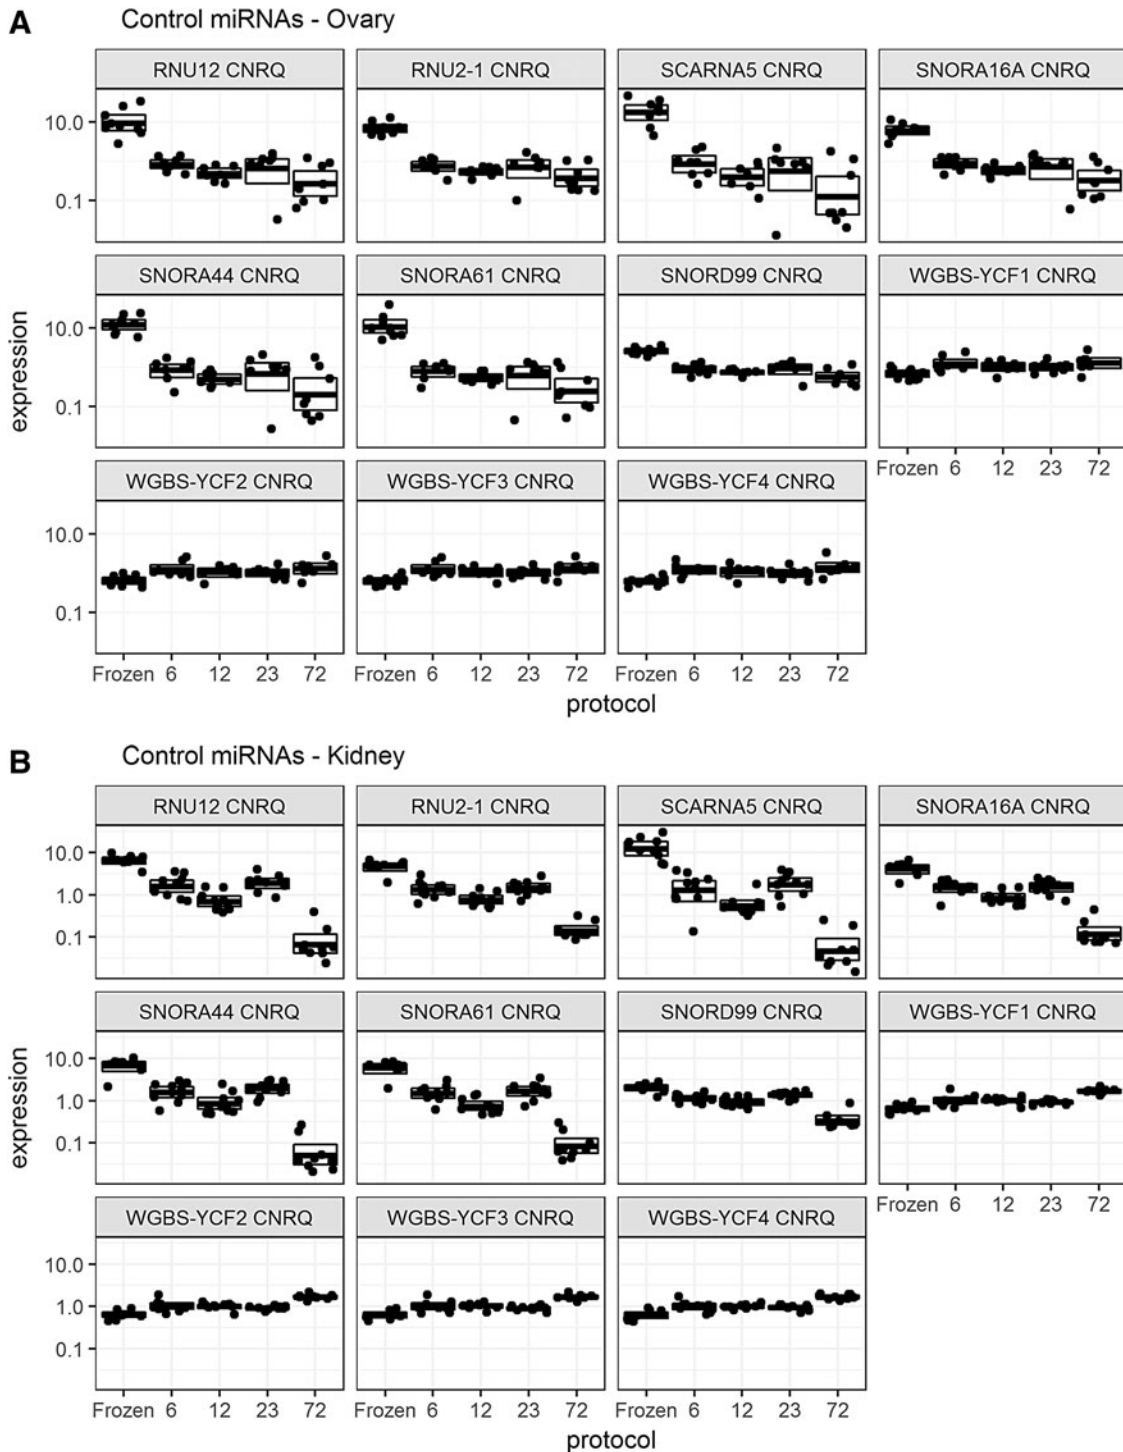 A Control miRNAs - Ovary
RNU12 CNRQ RNU2-1 CNRQ SCARNA5 CNRQ SNORA16A CNRQ
10.0
0.1
SNORA44 CNRQ SNORA61 CNRQ SNORD99 CNRQ WGBS-YCF1 CNRQ
10.0
0.1
expression
Frozen 6 12 23 72
WGBS-YCF2 CNRQ WGBS-YCF3 CNRQ WGBS-YCF4 CNRQ
10.0
0.1
Frozen 6 12 23 72 Frozen 6 12 23 72 Frozen 6 12 23 72
protocol
B Control miRNAs - Kidney
RNU12 CNRQ RNU2-1 CNRQ SCARNA5 CNRQ SNORA16A CNRQ
10.0
1.0
0.1
SNORA44 CNRQ SNORA61 CNRQ SNORD99 CNRQ WGBS-YCF1 CNRQ
10.0
1.0
0.1
expression
Frozen 6 12 23 72
WGBS-YCF2 CNRQ WGBS-YCF3 CNRQ WGBS-YCF4 CNRQ
10.0
1.0
0.1
Frozen 6 12 23 72 Frozen 6 12 23 72 Frozen 6 12 23 72
protocol